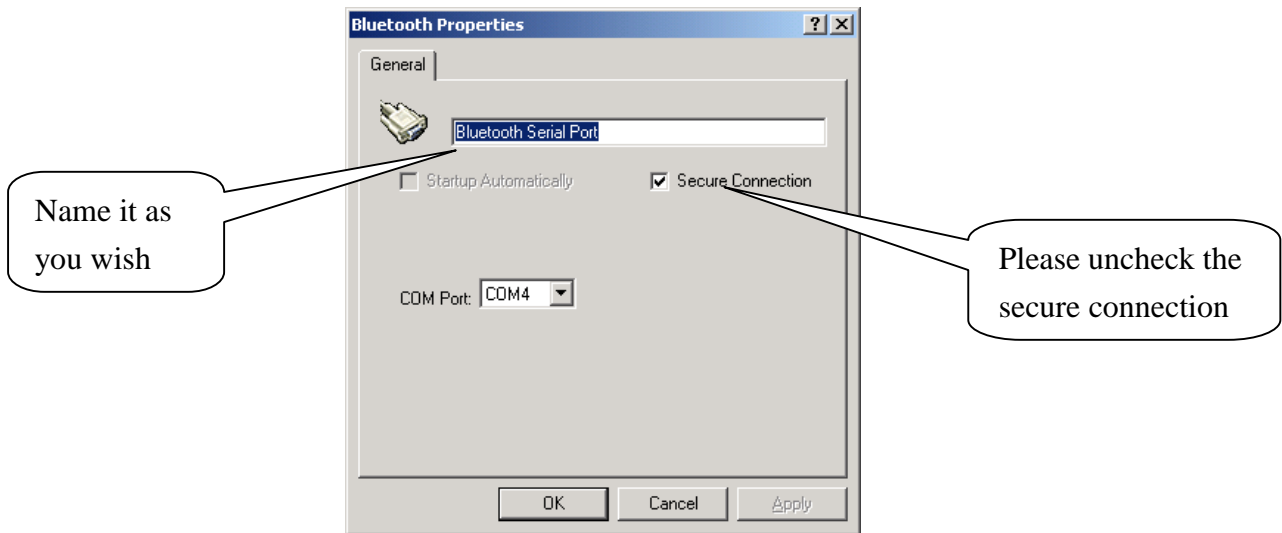 Bluetooth Properties
General
Bluetooth Serial Port
Startup Automatically
Secure Connection
Name it as
you wish
Please uncheck the
secure connection
COM Port: COM4
OK
Cancel
Apply